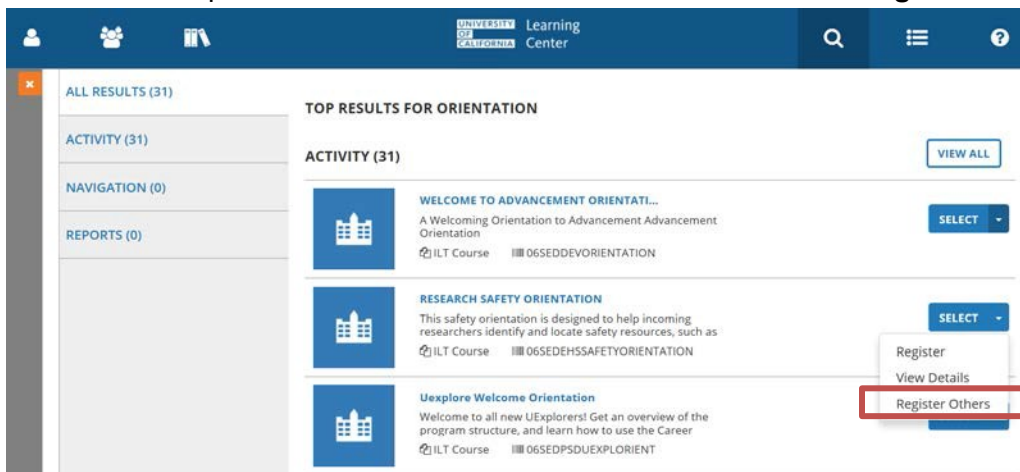 UNIVERSITY
OF
CALIFORNIA
Learning
Center
ALL RESULTS (31)
ACTIVITY (31)
NAVIGATION (0)
REPORTS (0)
TOP RESULTS FOR ORIENTATION
ACTIVITY (31)
VIEW ALL
WELCOME TO ADVANCEMENT ORIENTATI...
A Welcoming Orientation to Advancement Advancement
Orientation
ILT Course 06SEDDEVORIENTATION
SELECT
RESEARCH SAFETY ORIENTATION
This safety orientation is designed to help incoming
researchers identify and locate safety resources, such as
ILT Course 06SEDEHSSAFETYORIENTATION
SELECT
Register
View Details
Register Others
Uexplore Welcome Orientation
Welcome to all new UExplorers! Get an overview of the
program structure, and learn how to use the Career
ILT Course 06SEDPSDUEXPLORIENT